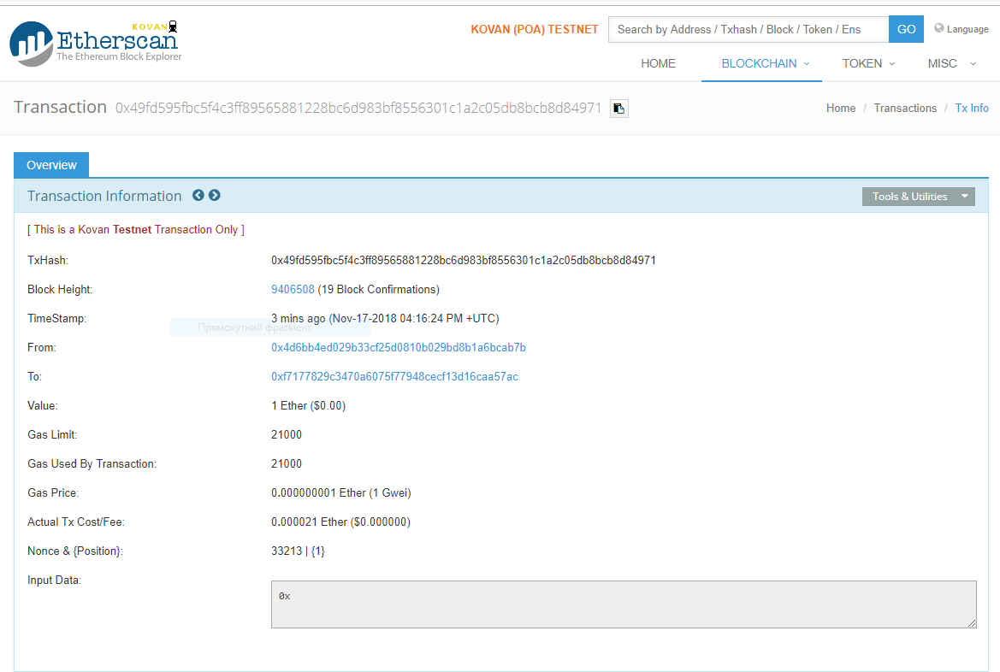 KOVAN
Etherscan
The Ethereum Block Explorer
KOVAN (POA) TESTNET
Search by Address / Txhash / Block / Token / Ens
GO
Language
HOME BLOCKCHAIN TOKEN MISC
Transaction 0x49fd595fbc5f4c3ff89565881228bc6d983bf8556301c1a2c05db8bcb8d84971
Home / Transactions / Tx Info
Overview
Transaction Information
Tools & Utilities
[ This is a Kovan Testnet Transaction Only ]
TxHash: 0x49fd595fbc5f4c3ff89565881228bc6d983bf8556301c1a2c05db8bcb8d84971
Block Height: 9406508 (19 Block Confirmations)
TimeStamp: 3 mins ago (Nov-17-2018 04:16:24 PM +UTC)
Прямокутний фрагмент
From: 0x4d6bb4ed029b33cf25d0810b029bd8b1a6bcab7b
To: 0xf7177829c3470a6075f77948cecf13d16caa57ac
Value: 1 Ether ($0.00)
Gas Limit: 21000
Gas Used By Transaction: 21000
Gas Price: 0.000000001 Ether (1 Gwei)
Actual Tx Cost/Fee: 0.000021 Ether ($0.000000)
Nonce & {Position}: 33213 | {1}
Input Data:
0x